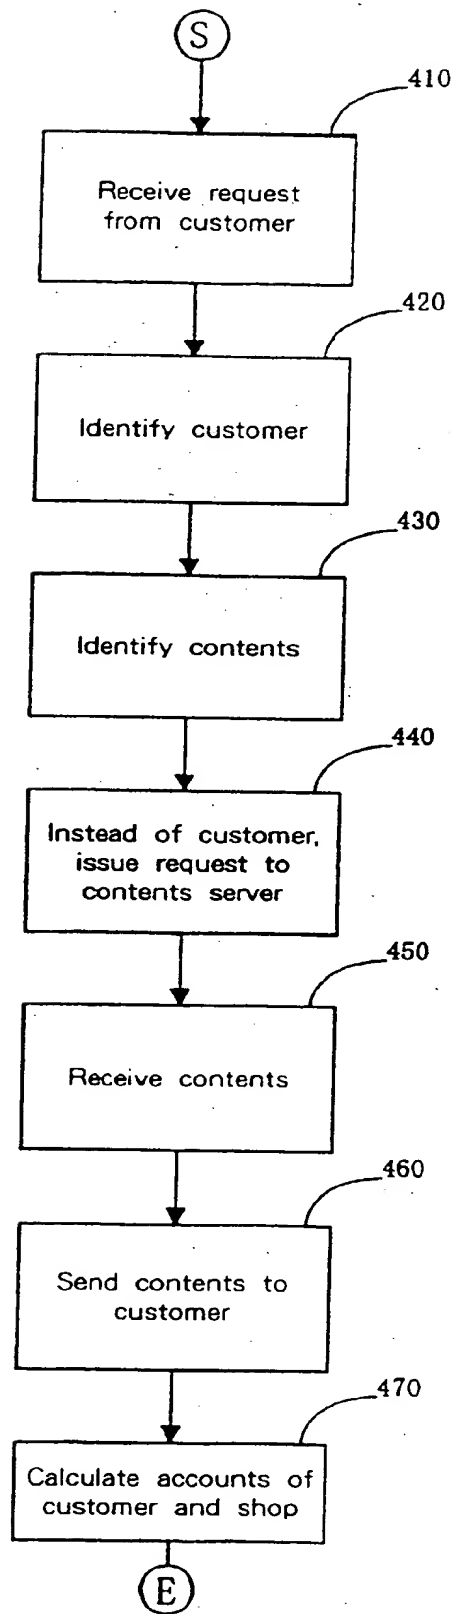 S
410
Receive request
from customer
420
Identify customer
430
Identify contents
440
Instead of customer,
issue request to
contents server
450
Receive contents
460
Send contents to
customer
470
Calculate accounts of
customer and shop
E